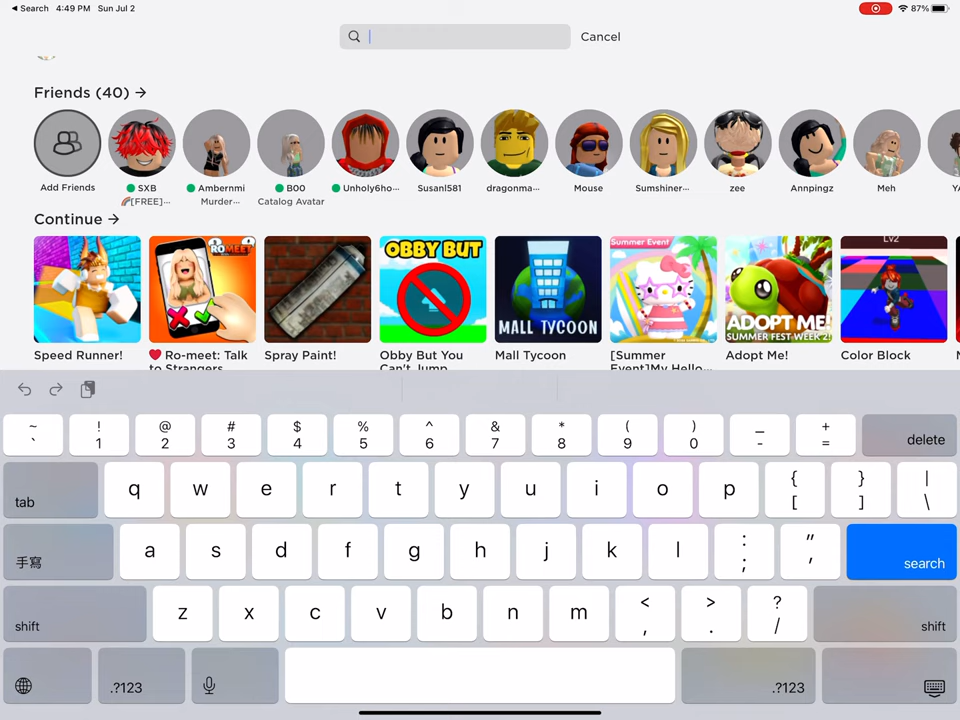 ◀ Search 4:49 PM Sun Jul 2 87%
Cancel
Friends (40) →
Add Friends SXB Ambernmi B00 Unholy6ho... Susanl581 dragonma... Mouse Sumshiner... zee Annpingz Meh
[FREE]... Murder... Catalog Avatar
Continue →
OBBY BUT
MALL TYCOON
Summer Event
ADOPT ME!
SUMMER FEST WEEK 2!
Lv2
Speed Runner! Ro-meet: Talk to Strangers Spray Paint! Obby But You Can't Jump Mall Tycoon [Summer Event]My Hello... Adopt Me! Color Block
~ ! @ # $ % ^ & * ( ) _ +
` 1 2 3 4 5 6 7 8 9 0 - = delete
tab q w e r t y u i o p { [ } ] | \
手寫 a s d f g h j k l : ; " ' search
shift z x c v b n m < , > . ? / shift
.?123 .?123